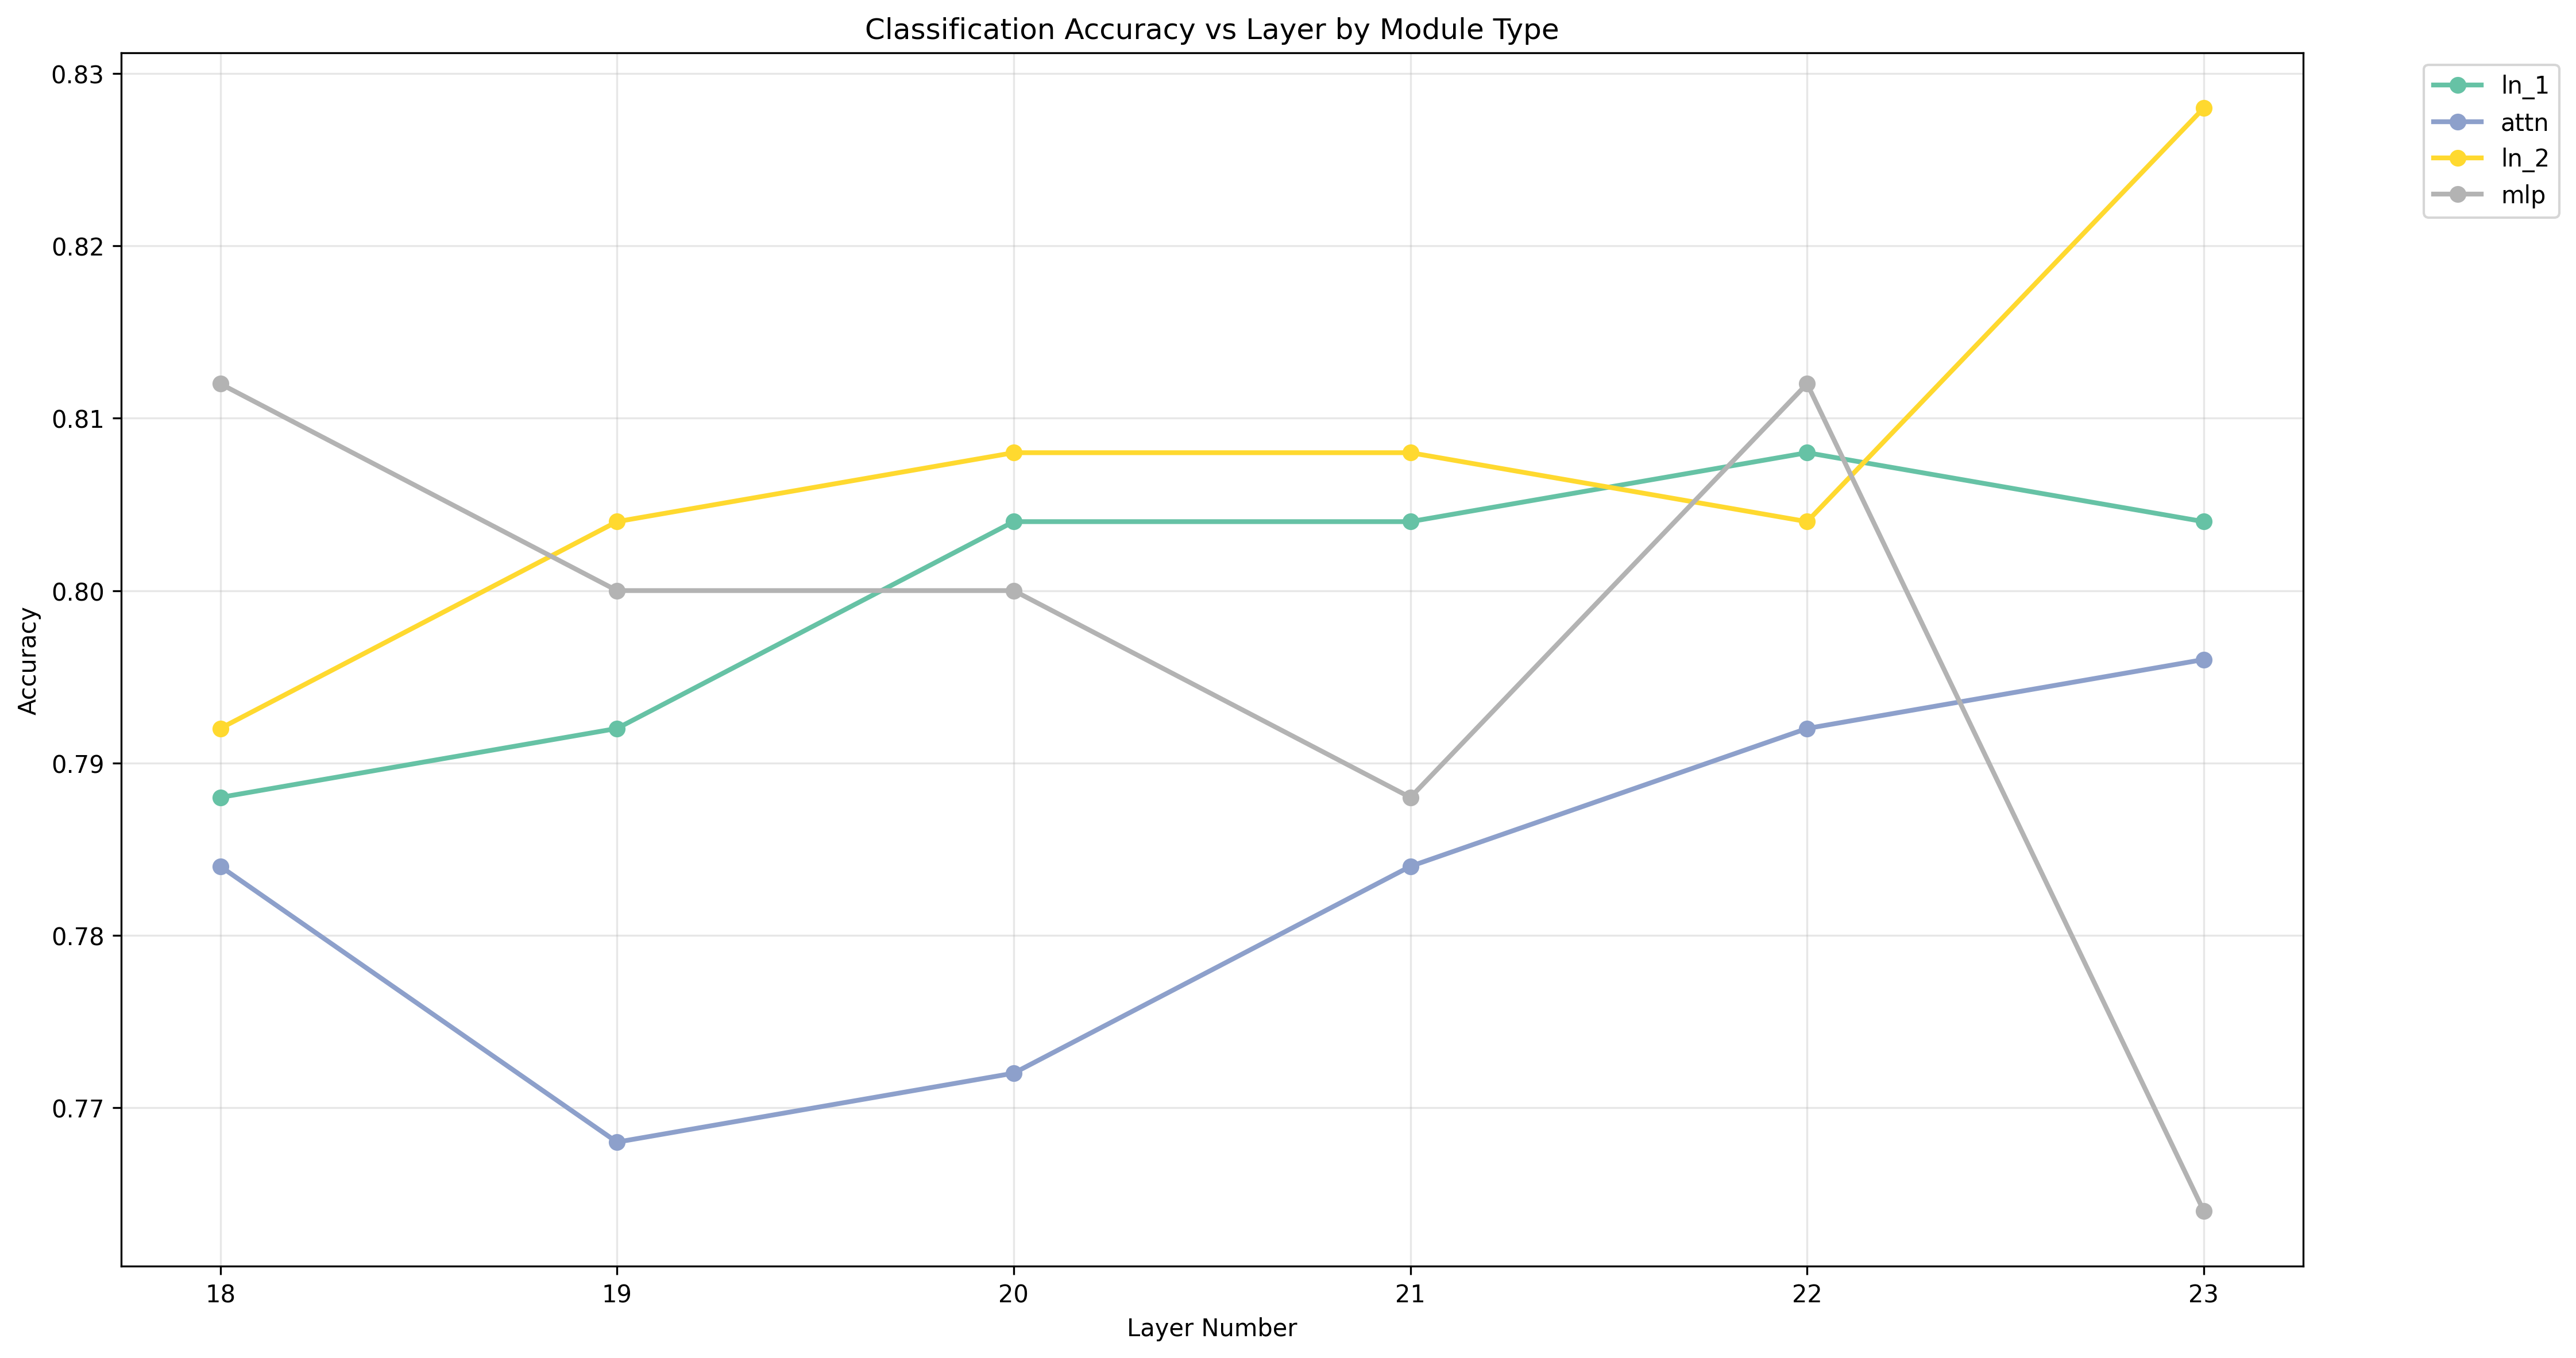 Classification Accuracy vs Layer by Module Type
0.83
0.82
0.81
0.80
0.79
0.78
0.77
Accuracy
18 19 20 21 22 23
Layer Number
ln_1
attn
ln_2
mlp